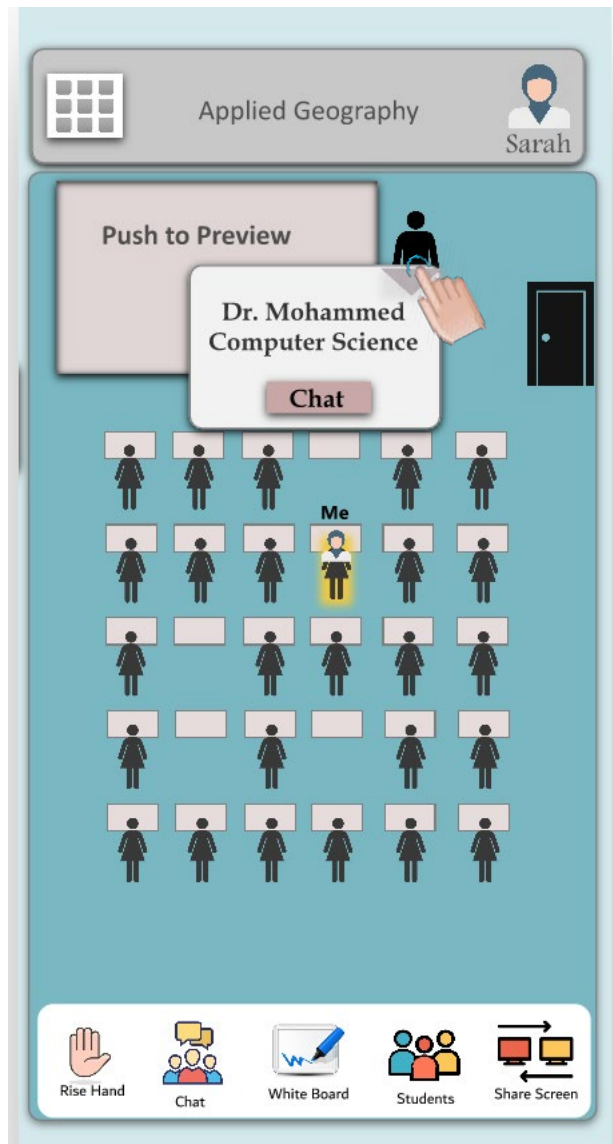 Applied Geography
Sarah
Push to Preview
Dr. Mohammed
Computer Science
Chat
Me
Rise Hand
Chat
White Board
Students
Share Screen